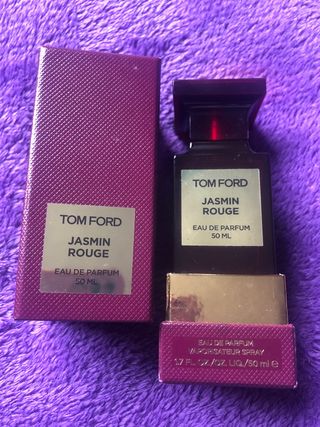 TOM FORD
JASMIN
ROUGE
EAU DE PARFUM
50 ML
TOM FORD
JASMIN
ROUGE
EAU DE PARFUM
50 ML
EAU DE PARFUM
VAPORISATEUR SPRAY
1.7 FL. OZ./OZ. LIQ./50 ml e